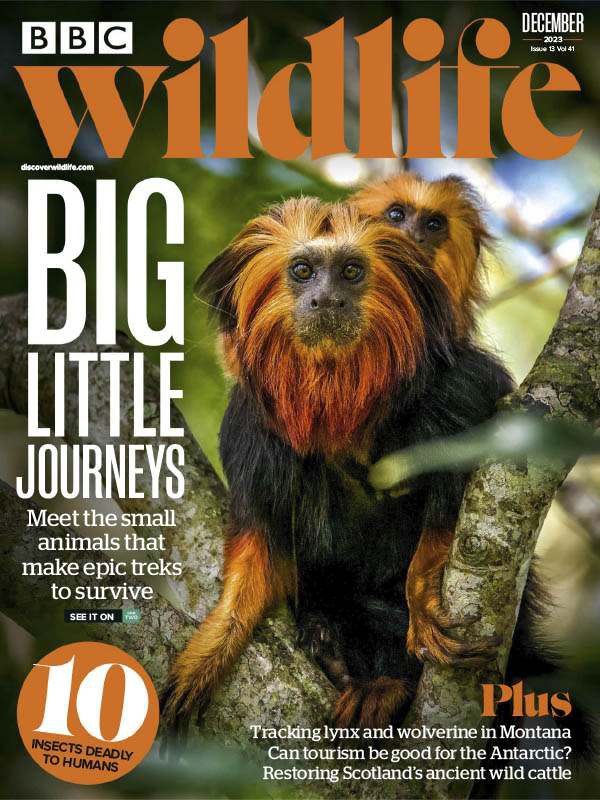 BBC
wildlife
DECEMBER
2023
Issue 13 Vol 41
discoverwildlife.com
BIG
LITTLE
JOURNEYS
Meet the small
animals that
make epic treks
to survive
SEE IT ON BBC TWO
10
INSECTS DEADLY
TO HUMANS
Plus
Tracking lynx and wolverine in Montana
Can tourism be good for the Antarctic?
Restoring Scotland's ancient wild cattle